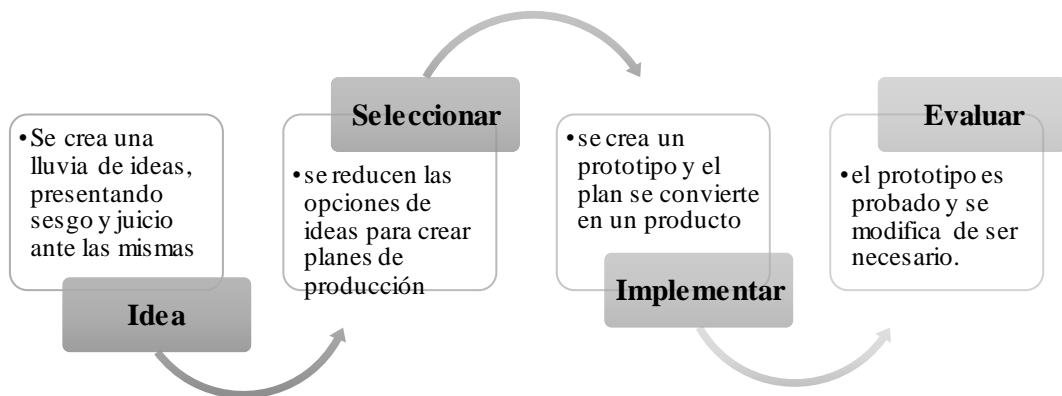 •Se crea una
lluvia de ideas,
presentando
sesgo y juicio
ante las mismas
Idea
Seleccionar
•se reducen las
opciones de
ideas para crear
planes de
producción
•se crea un
prototipo y el
plan se convierte
en un producto
Implementar
Evaluar
•el prototipo es
probado y se
modifica de ser
necesario.